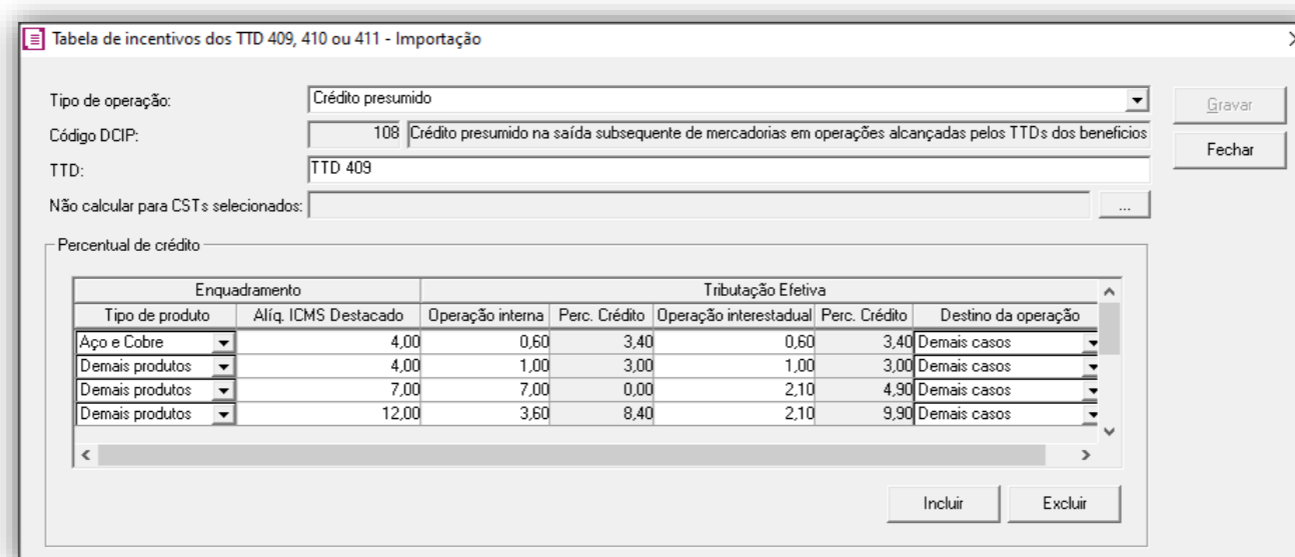 Tabela de incentivos dos TTD 409, 410 ou 411 - Importação
Tipo de operação: Crédito presumido Gravar
Código DCIP: 108 Crédito presumido na saída subsequente de mercadorias em operações alcançadas pelos TTDs dos beneficios
Fechar
TTD: TTD 409
Não calcular para CSTs selecionados: ...
Percentual de crédito
Enquadramento Tributação Efetiva
Tipo de produto Alíq. ICMS Destacado Operação interna Perc. Crédito Operação interestadual Perc. Crédito Destino da operação
Aço e Cobre 4,00 0,60 3,40 0,60 3,40 Demais casos
Demais produtos 4,00 1,00 3,00 1,00 3,00 Demais casos
Demais produtos 7,00 7,00 0,00 2,10 4,90 Demais casos
Demais produtos 12,00 3,60 8,40 2,10 9,90 Demais casos
Incluir Excluir